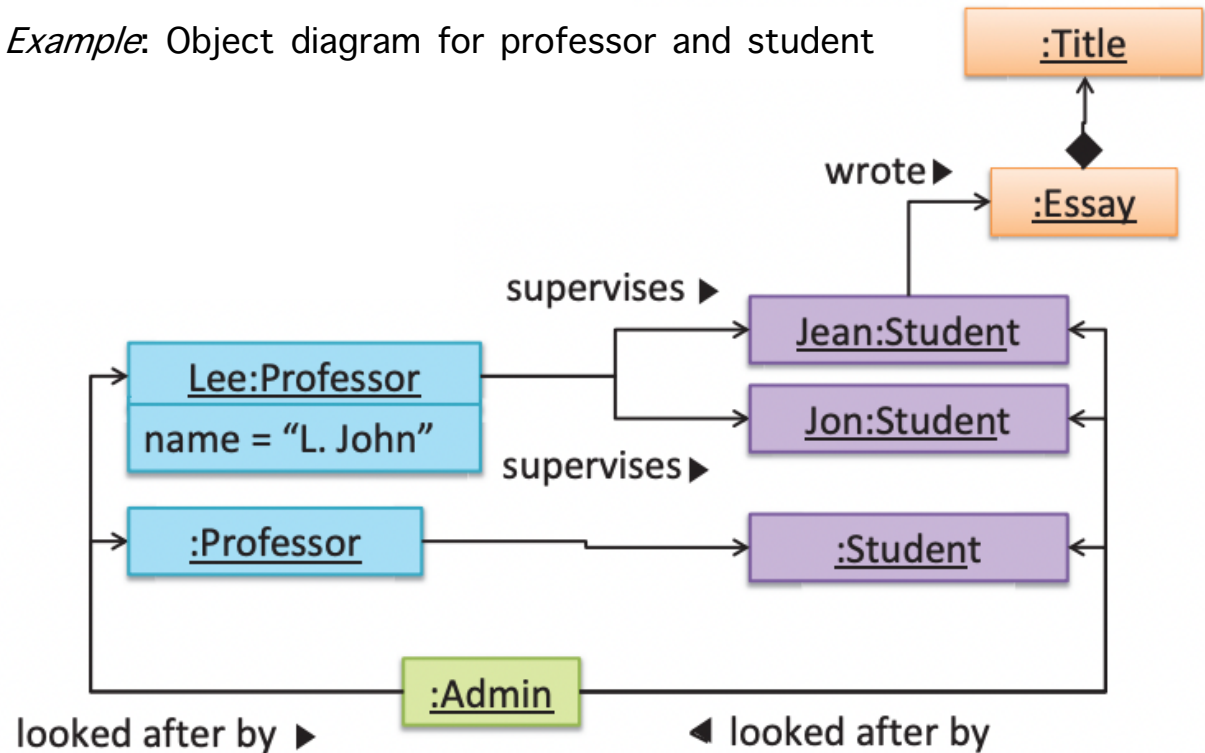 Example: Object diagram for professor and student
:Title
wrote▶
:Essay
supervises ▶
Jean:Student
Lee:Professor
name = “L. John”
Jon:Student
supervises▶
:Professor
:Student
:Admin
looked after by ▶
◀ looked after by